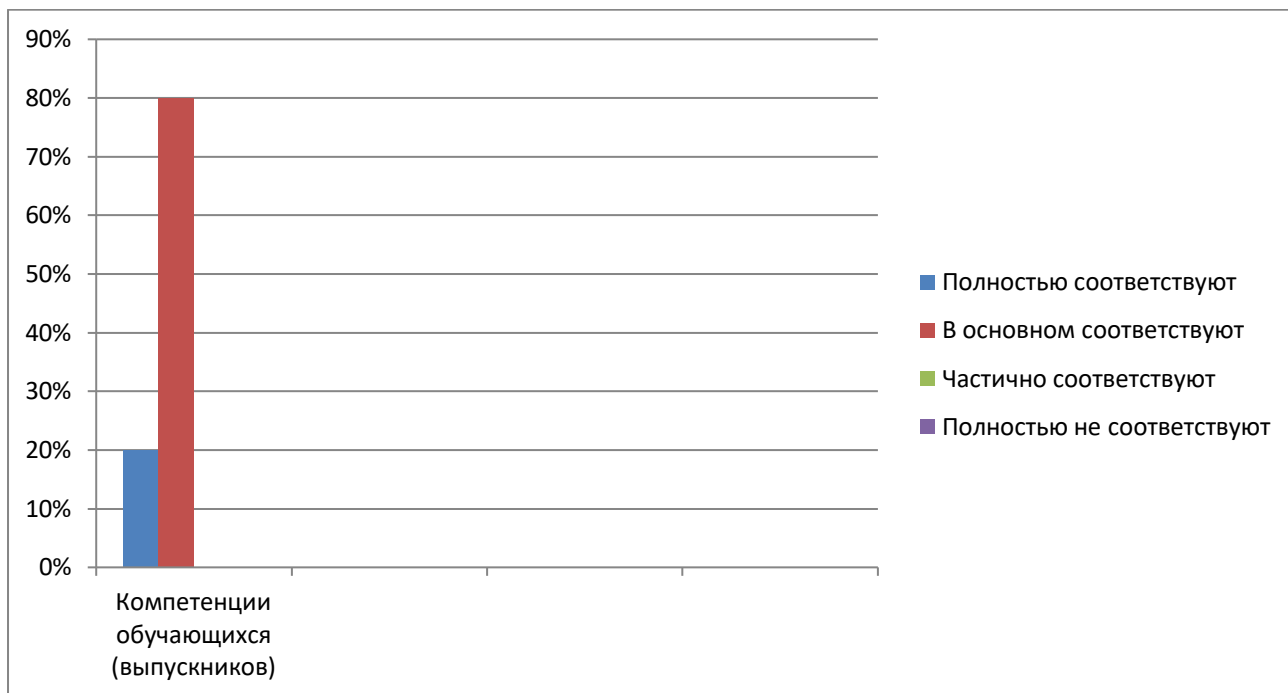 90%
80%
70%
60%
50%
40%
30%
20%
10%
0%
Компетенции
обучающихся
(выпускников)
Полностью соответствуют
В основном соответствуют
Частично соответствуют
Полностью не соответствуют